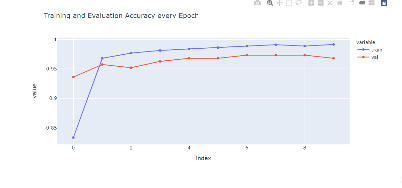 Training and Evaluation Accuracy every Epoch
variable
train
val
value
1
0.95
0.9
0.85
0
2
4
6
8
index